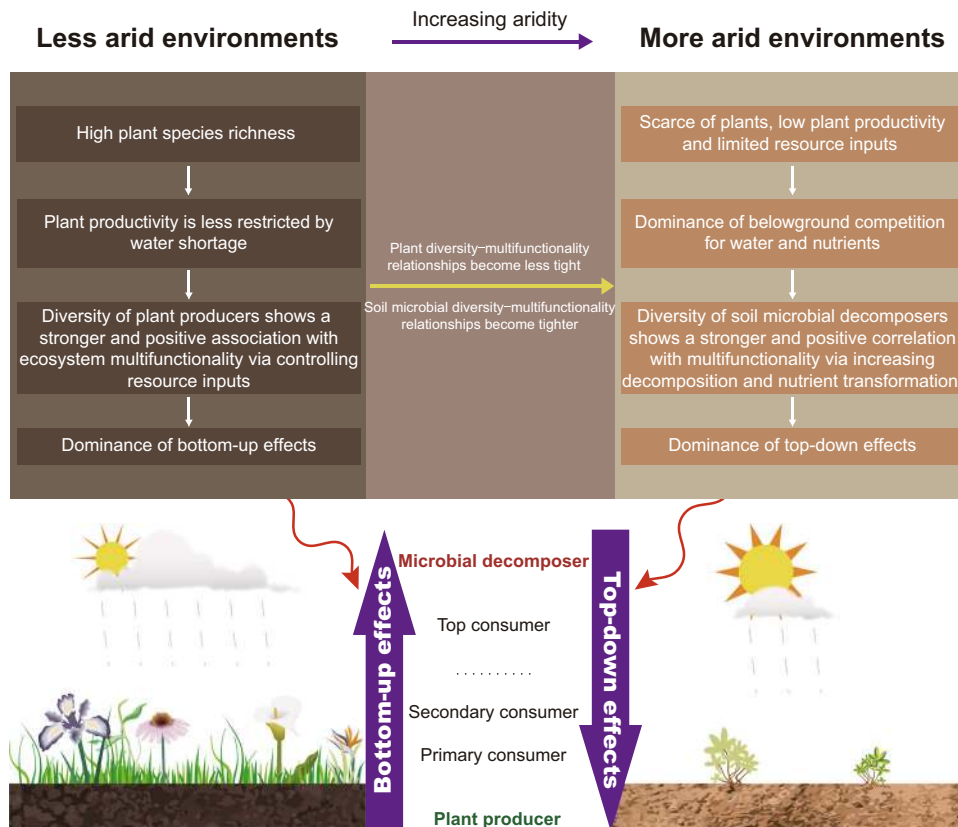 Increasing aridity
Less arid environments
More arid environments
High plant species richness
Plant productivity is less restricted by
water shortage
Diversity of plant producers shows a
stronger and positive association with
ecosystem multifunctionality via controlling
resource inputs
Dominance of bottom-up effects
Plant diversity–multifunctionality
relationships become less tight
Soil microbial diversity–multifunctionality
relationships become tighter
Scarce of plants, low plant productivity
and limited resource inputs
Dominance of belowground competition
for water and nutrients
Diversity of soil microbial decomposers
shows a stronger and positive correlation
with multifunctionality via increasing
decomposition and nutrient transformation
Dominance of top-down effects
Bottom-up effects
Microbial decomposer
Top consumer
..........
Secondary consumer
Primary consumer
Plant producer
Top-down effects